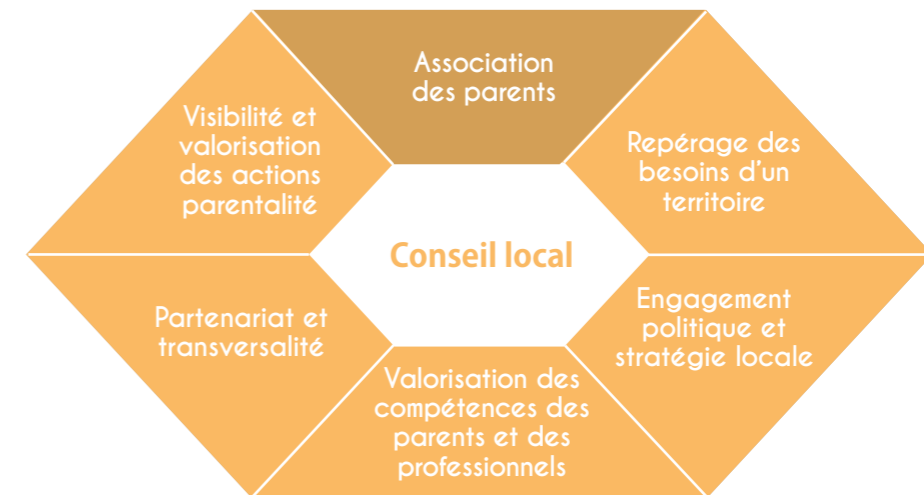 Association
des parents
Visibilité et
valorisation
des actions
parentalité
Repérage des
besoins d'un
territoire
Conseil local
Partenariat et
transversalité
Engagement
politique et
stratégie locale
Valorisation des
compétences des
parents et des
professionnels